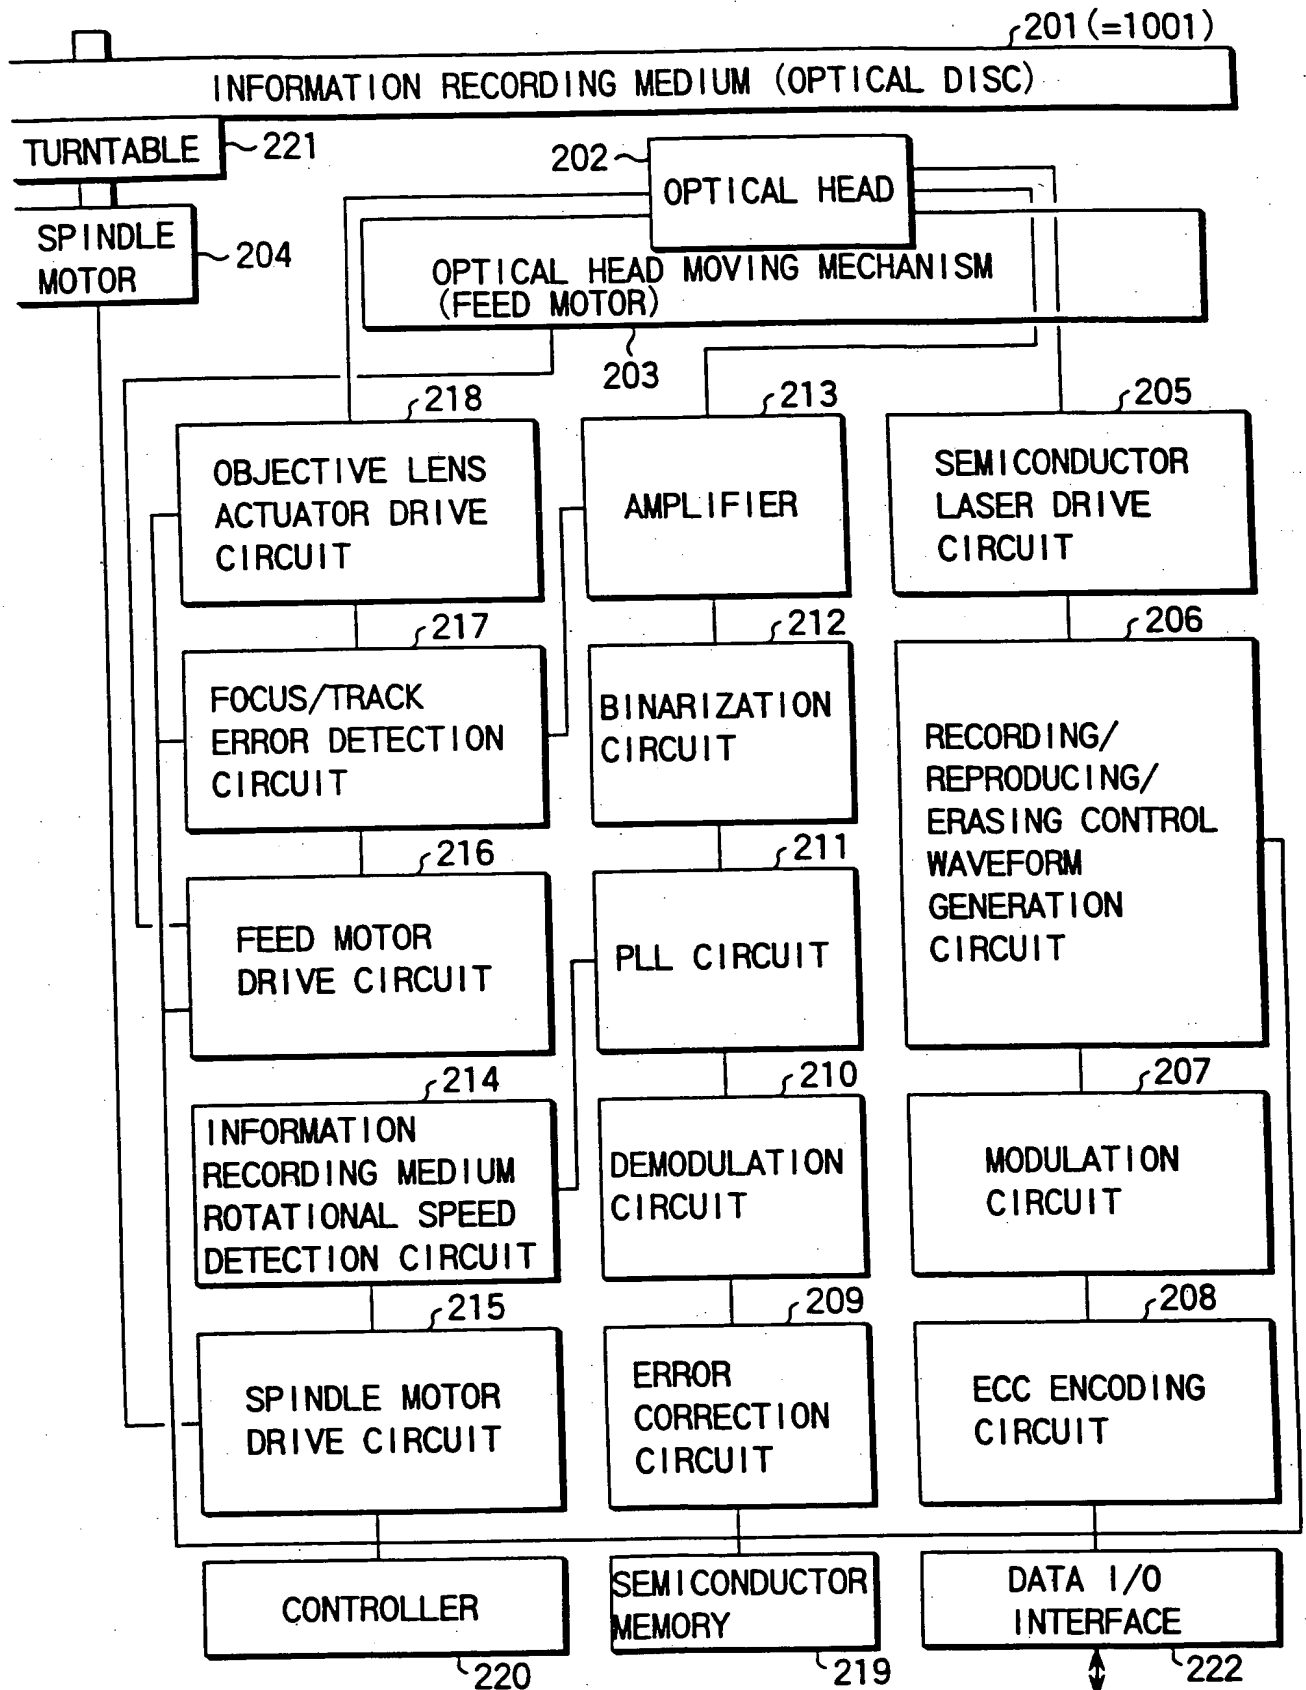 201(=1001)
INFORMATION RECORDING MEDIUM (OPTICAL DISC)
TURNTABLE
221
202
OPTICAL HEAD
SPINDLE
MOTOR
204
OPTICAL HEAD MOVING MECHANISM
(FEED MOTOR)
203
218
213
205
OBJECTIVE LENS
ACTUATOR DRIVE
CIRCUIT
AMPLIFIER
SEMICONDUCTOR
LASER DRIVE
CIRCUIT
217
212
206
FOCUS/TRACK
ERROR DETECTION
CIRCUIT
BINARIZATION
CIRCUIT
RECORDING/
REPRODUCING/
ERASING CONTROL
WAVEFORM
GENERATION
CIRCUIT
216
211
FEED MOTOR
DRIVE CIRCUIT
PLL CIRCUIT
214
210
207
INFORMATION
RECORDING MEDIUM
ROTATIONAL SPEED
DETECTION CIRCUIT
DEMODULATION
CIRCUIT
MODULATION
CIRCUIT
215
209
208
SPINDLE MOTOR
DRIVE CIRCUIT
ERROR
CORRECTION
CIRCUIT
ECC ENCODING
CIRCUIT
CONTROLLER
SEMICONDUCTOR
MEMORY
DATA I/O
INTERFACE
220
219
222